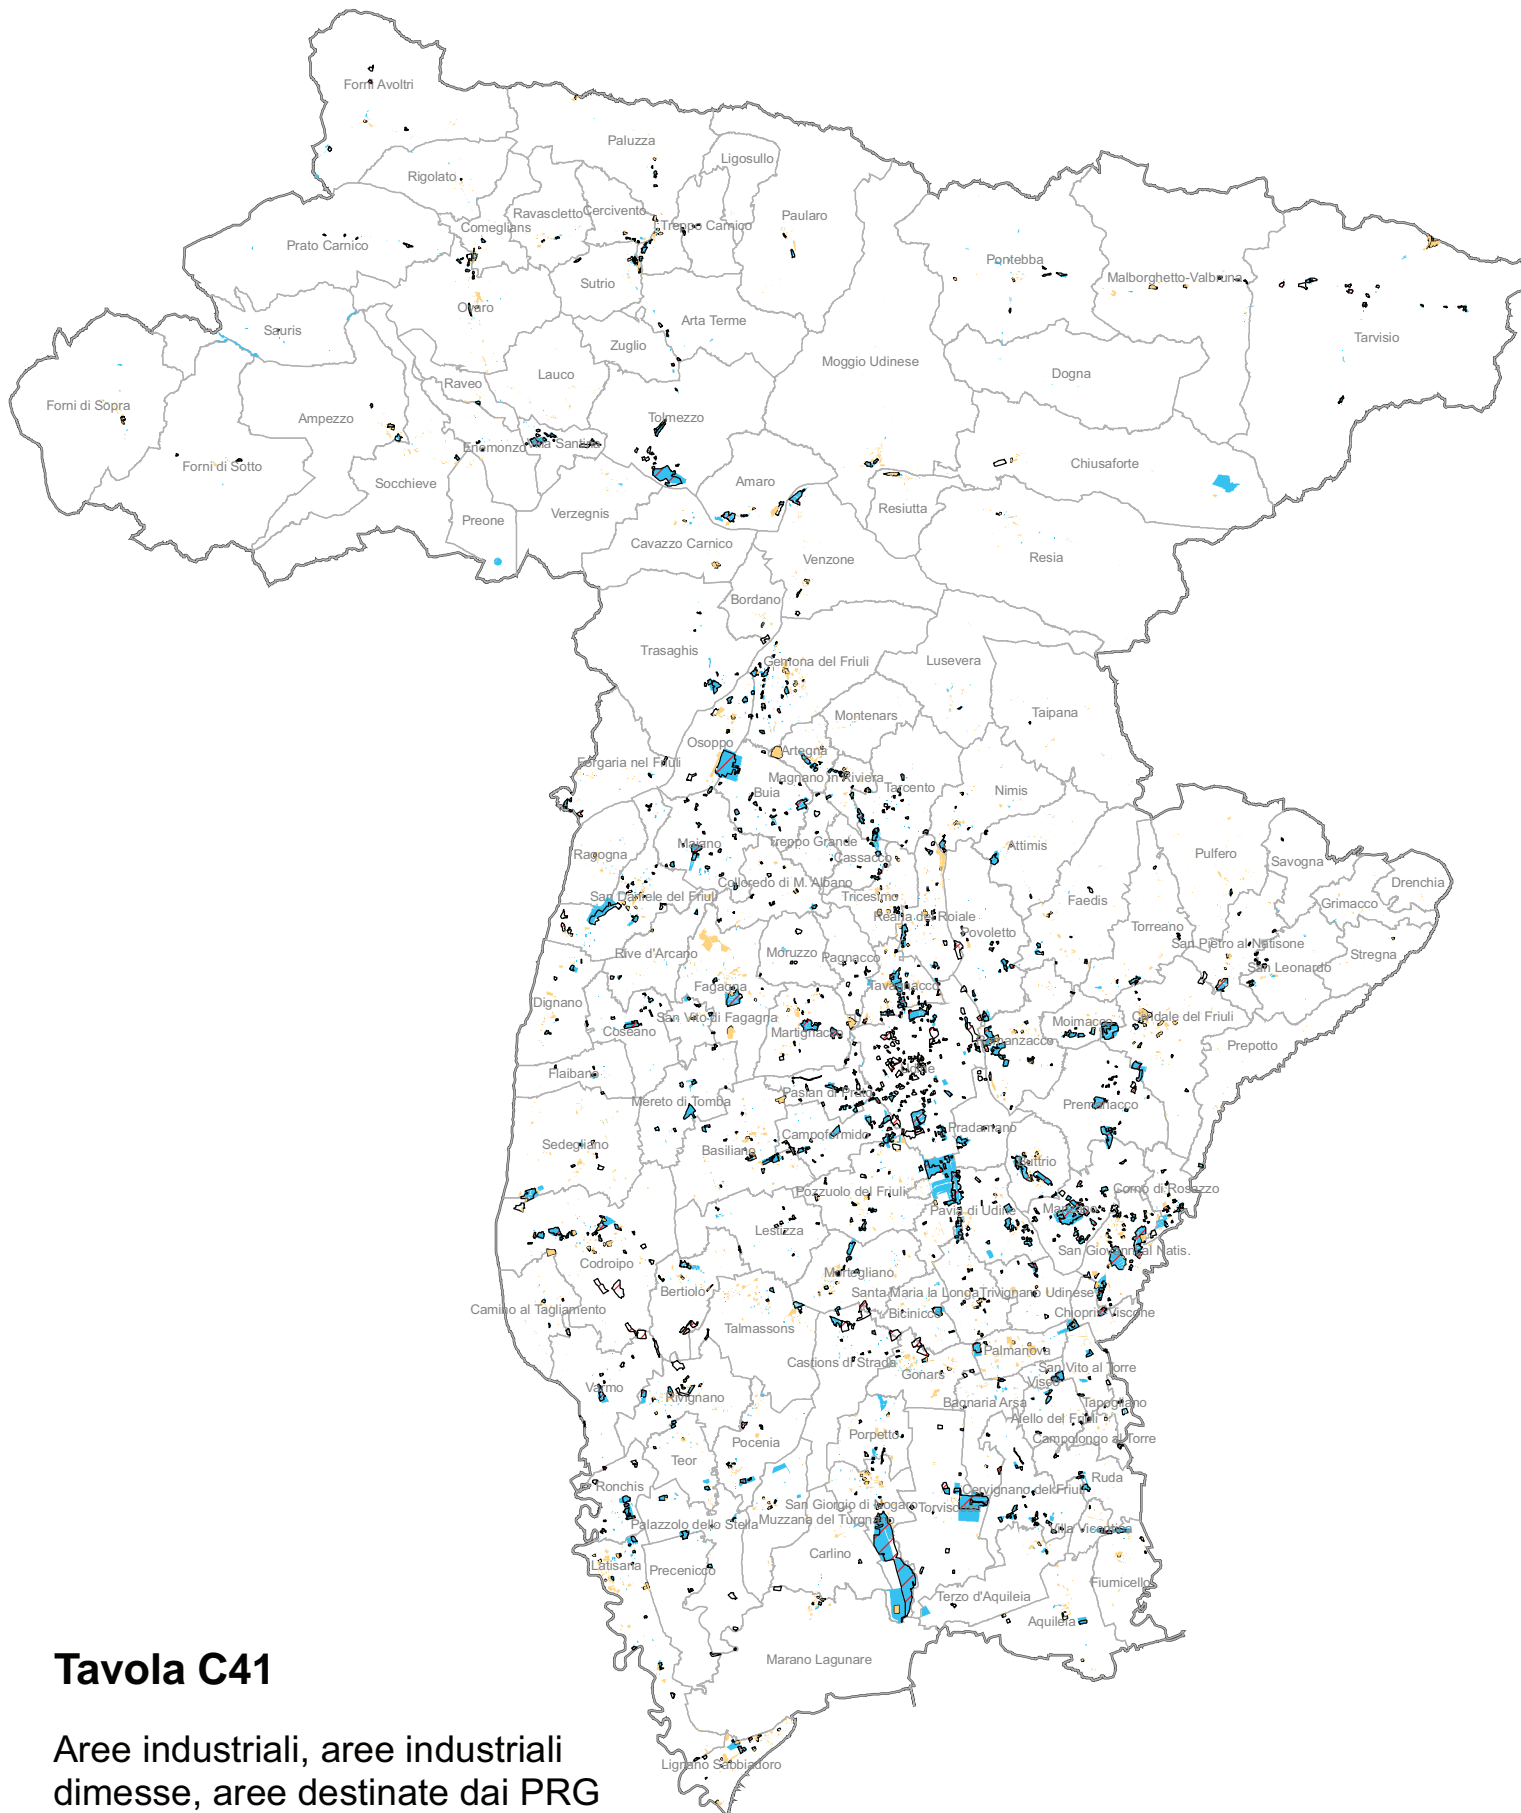 Forni Avoltri
Paluzza
Ligosullo
Rigolato
Ravascletto
Cercivento
Paularo
Treppo Carnico
Comeglians
Prato Carnico
Pontebba
Malborghetto-Valbruna
Sutrio
Ovaro
Arta Terme
Sauris
Tarvisio
Zuglio
Moggio Udinese
Lauco
Dogna
Raveo
Forni di Sopra
Ampezzo
Tolmezzo
Enemonzo
Villa Santina
Forni di Sotto
Chiusaforte
Socchieve
Amaro
Resiutta
Preone
Verzegnis
Cavazzo Carnico
Venzone
Resia
Bordano
Trasaghis
Gemona del Friuli
Lusevera
Montenars
Taipana
Osoppo
Artegna
Forgaria nel Friuli
Magnano in Riviera
Buia
Tarcento
Nimis
Majano
Treppo Grande
Attimis
Ragogna
Cassacco
Pulfero
Savogna
Colloredo di M. Albano
Drenchia
San Daniele del Friuli
Tricesimo
Faedis
Grimacco
Reana del Roiale
Torreano
Povoletto
San Pietro al Natisone
Rive d'Arcano
Moruzzo
Pagnacco
Stregna
San Leonardo
Fagagna
Tavagnacco
Dignano
San Vito di Fagagna
Moimacco
Cividale del Friuli
Coseano
Martignacco
Remanzacco
Prepotto
Flaibano
Udine
Pasian di Prato
Mereto di Tomba
Premariacco
Campoformido
Pradamano
Sedegliano
Basiliano
Buttrio
Pozzuolo del Friuli
Corno di Rosazzo
Pavia di Udine
Manzano
Lestizza
San Giovanni al Natis.
Codroipo
Mortegliano
Bertiolo
Santa Maria la Longa
Trivignano Udinese
Camino al Tagliamento
Bicinicco
Chiopris Viscone
Talmassons
Palmanova
Castions di Strada
San Vito al Torre
Gonars
Visco
Varmo
Rivignano
Bagnaria Arsa
Tapogliano
Aiello del Friuli
Porpetto
Campolongo al Torre
Pocenia
Teor
Ruda
Ronchis
Cervignano del Friuli
San Giorgio di Nogaro
Torviscosa
Muzzana del Turgnano
Palazzolo dello Stella
Villa Vicentina
Carlino
Latisana
Precenicco
Fiumicello
Terzo d'Aquileia
Aquileia
Marano Lagunare
Tavola C41
Aree industriali, aree industriali
dimesse, aree destinate dai PRG
Lignano Sabbiadoro